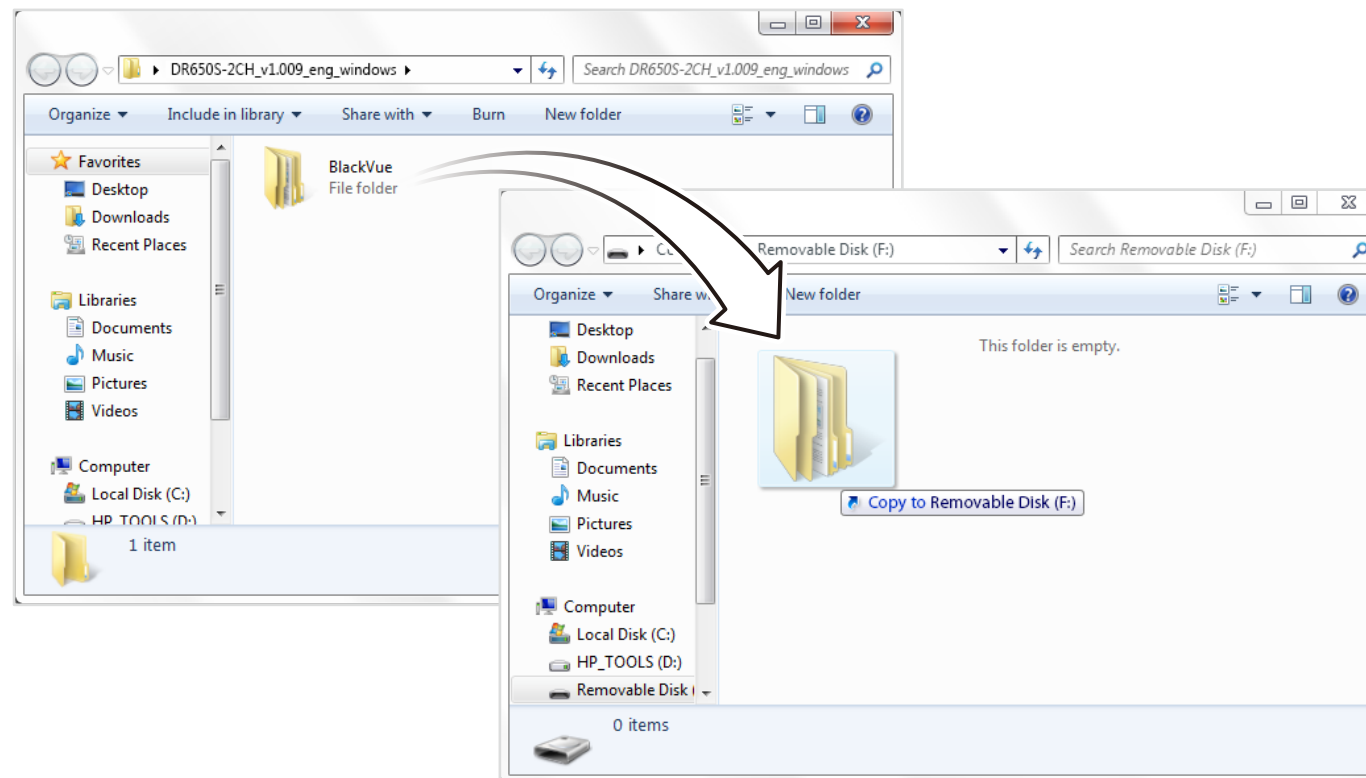 DR650S-2CH_v1.009_eng_windows
Search DR650S-2CH_v1.009_eng_windows
Organize Include in library Share with Burn New folder
Favorites
Desktop
Downloads
Recent Places
Libraries
Documents
Music
Pictures
Videos
Computer
Local Disk (C:)
HP_TOOLS (D:)
BlackVue
File folder
1 item
Removable Disk (F:)
Search Removable Disk (F:)
Organize Share New folder
Desktop
Downloads
Recent Places
Libraries
Documents
Music
Pictures
Videos
Computer
Local Disk (C:)
HP_TOOLS (D:)
Removable Disk (
This folder is empty.
Copy to Removable Disk (F:)
0 items